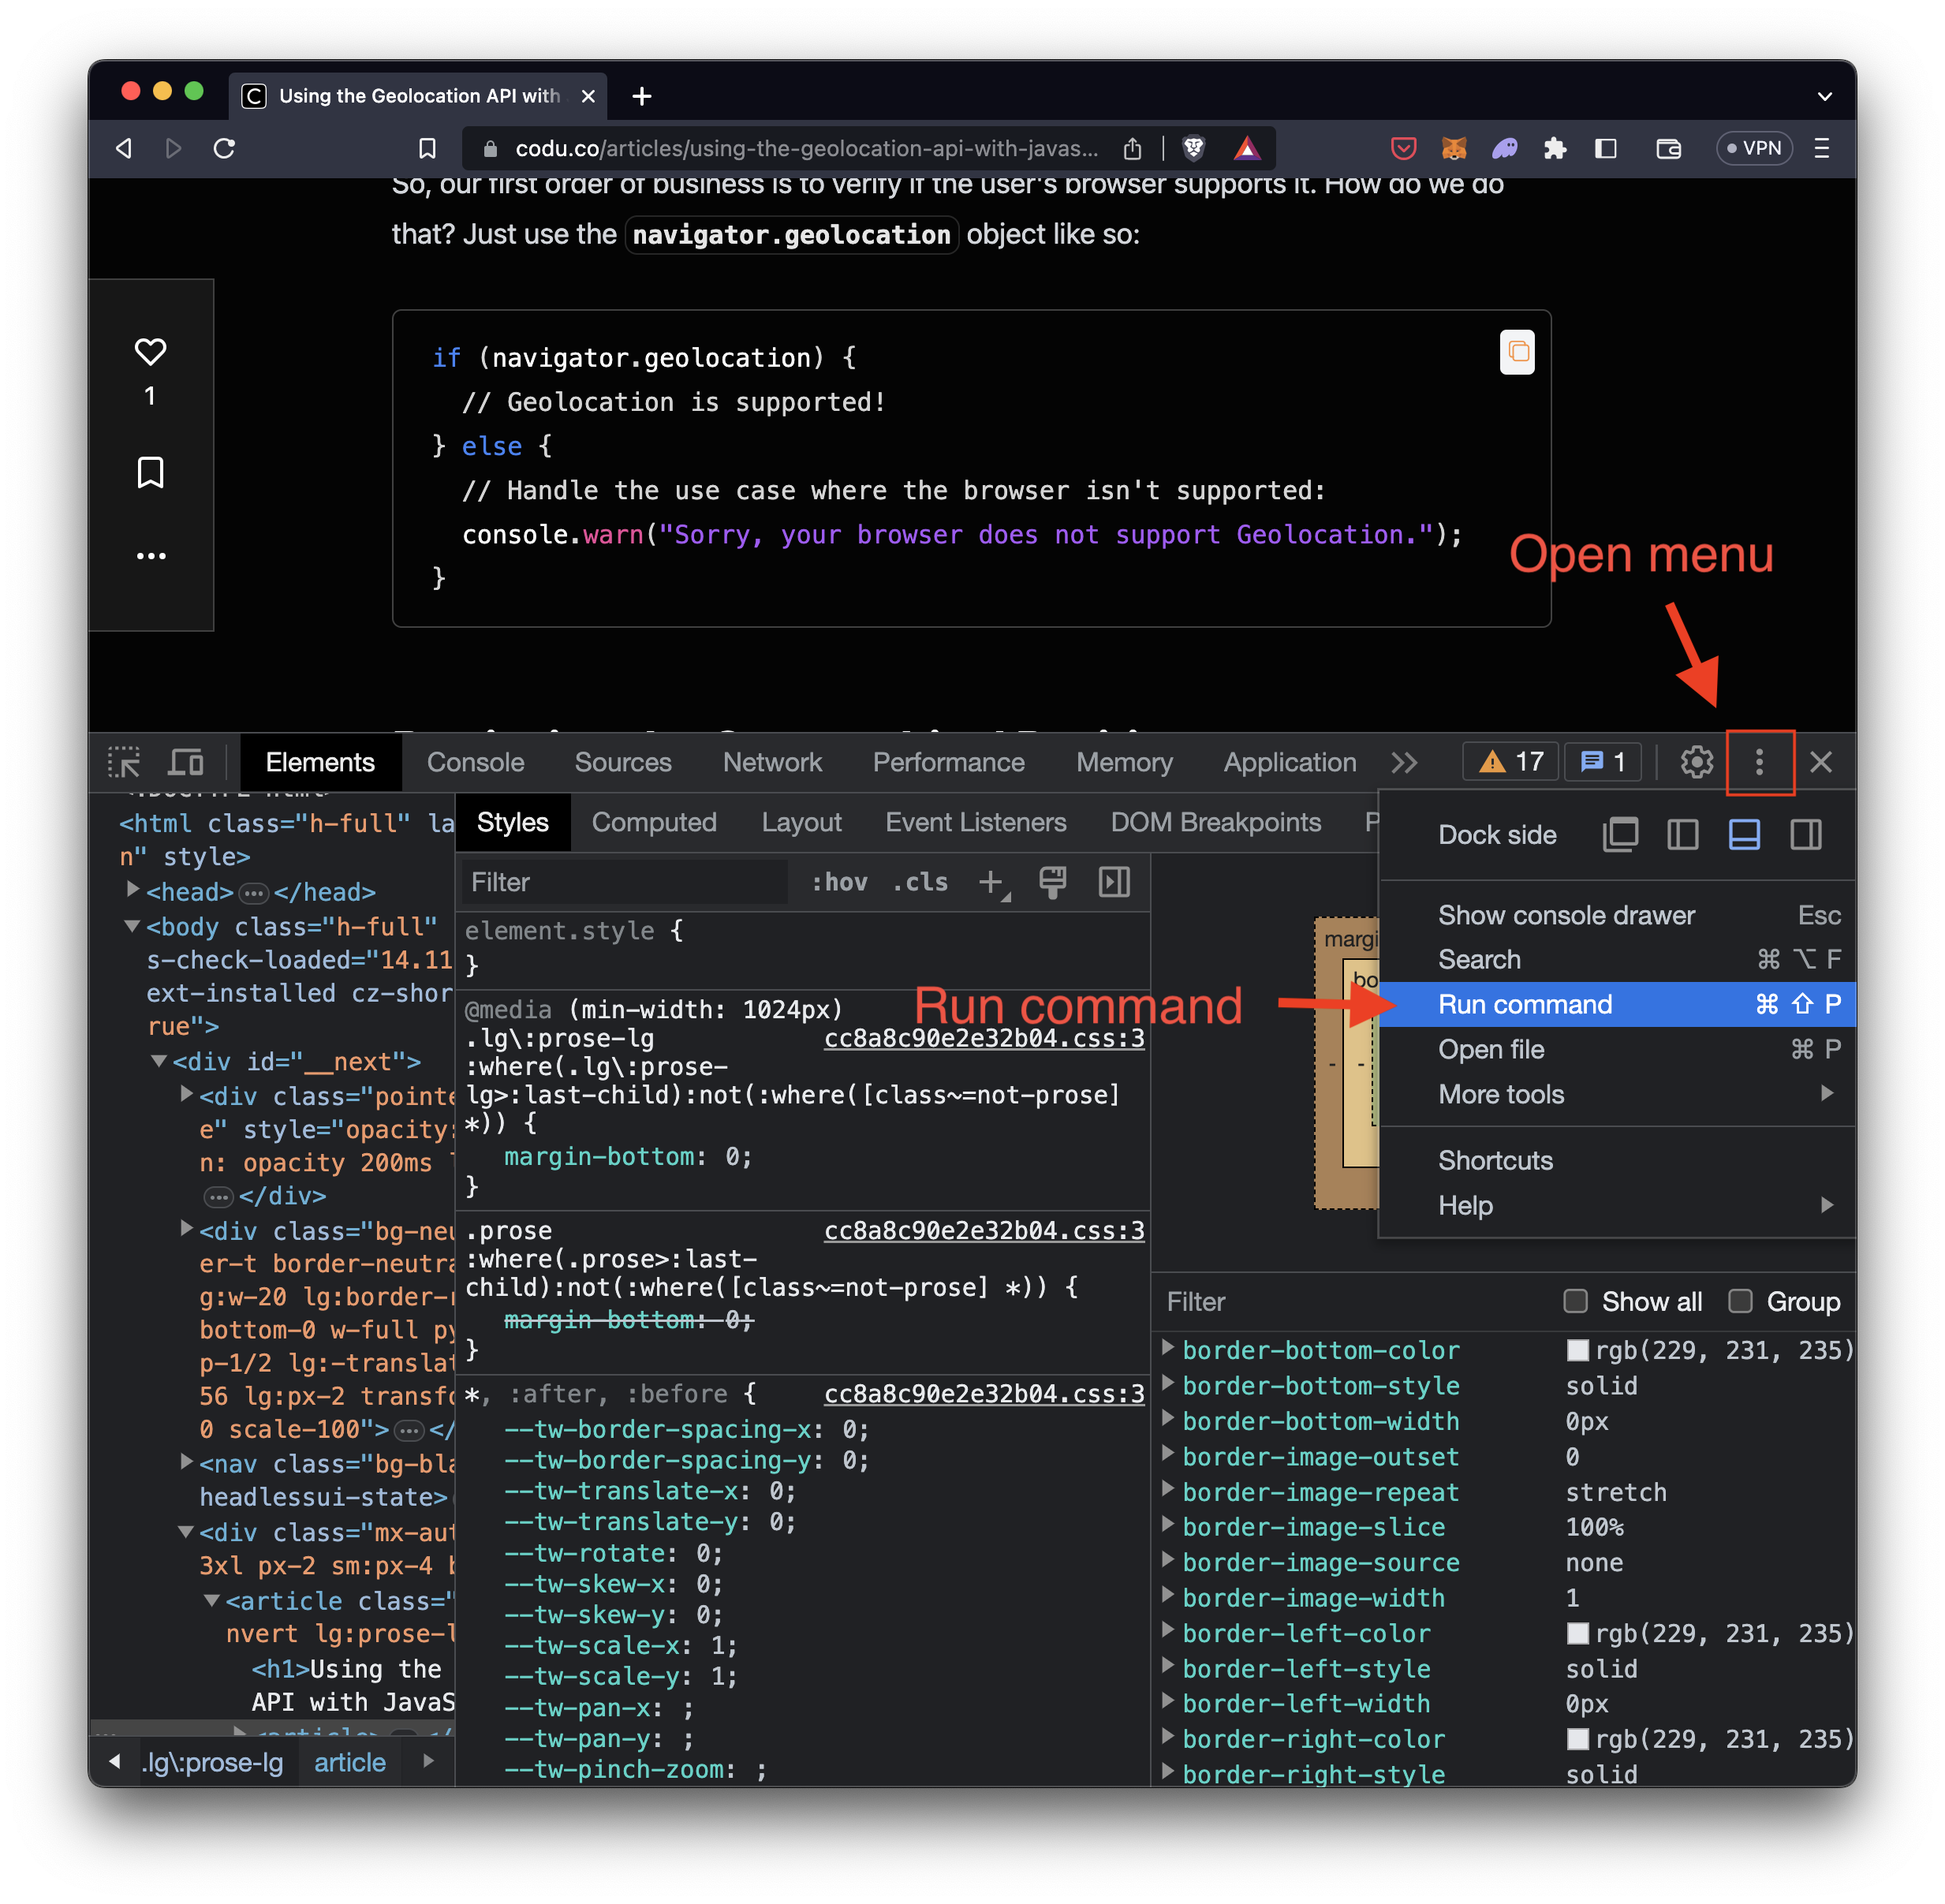 Using the Geolocation API with
codu.co/articles/using-the-geolocation-api-with-javas...
VPN
So, our first order of business is to verify if the user's browser supports it. How do we do
that? Just use the navigator.geolocation object like so:
1
if (navigator.geolocation) {
// Geolocation is supported!
} else {
// Handle the use case where the browser isn't supported:
console.warn("Sorry, your browser does not support Geolocation.");
}
Open menu
Elements Console Sources Network Performance Memory Application 17 1
<html class="h-full" la
n" style>
<head> ... </head>
<body class="h-full"
s-check-loaded="14.11
ext-installed cz-shor
rue">
<div id="__next">
<div class="pointe
e" style="opacity:
n: opacity 200ms
... </div>
<div class="bg-neu
er-t border-neutra
g:w-20 lg:border-
bottom-0 w-full py
p-1/2 lg:-translat
56 lg:px-2 transfo
0 scale-100"> ... </
<nav class="bg-bla
headlessui-state>
<div class="mx-aut
3xl px-2 sm:px-4
<article class="
nvert lg:prose-l
<h1>Using the
API with JavaS
.lg\:prose-lg article
Styles Computed Layout Event Listeners DOM Breakpoints P
Filter :hov .cls
element.style {
}
@media (min-width: 1024px)
.lg\:prose-lg cc8a8c90e2e32b04.css:3
:where(.lg\:prose-
lg>:last-child):not(:where([class~=not-prose]
*)) {
margin-bottom: 0;
}
.prose cc8a8c90e2e32b04.css:3
:where(.prose>:last-
child):not(:where([class~=not-prose] *)) {
margin-bottom: 0;
}
*, :after, :before { cc8a8c90e2e32b04.css:3
--tw-border-spacing-x: 0;
--tw-border-spacing-y: 0;
--tw-translate-x: 0;
--tw-translate-y: 0;
--tw-rotate: 0;
--tw-skew-x: 0;
--tw-skew-y: 0;
--tw-scale-x: 1;
--tw-scale-y: 1;
--tw-pan-x: ;
--tw-pan-y: ;
--tw-pinch-zoom: ;
Run command
margi
bo
- -
Dock side
Show console drawer Esc
Search ⌘ ⌥ F
Run command ⌘ ⇧ P
Open file ⌘ P
More tools
Shortcuts
Help
Filter Show all Group
border-bottom-color rgb(229, 231, 235)
border-bottom-style solid
border-bottom-width 0px
border-image-outset 0
border-image-repeat stretch
border-image-slice 100%
border-image-source none
border-image-width 1
border-left-color rgb(229, 231, 235)
border-left-style solid
border-left-width 0px
border-right-color rgb(229, 231, 235)
border-right-style solid